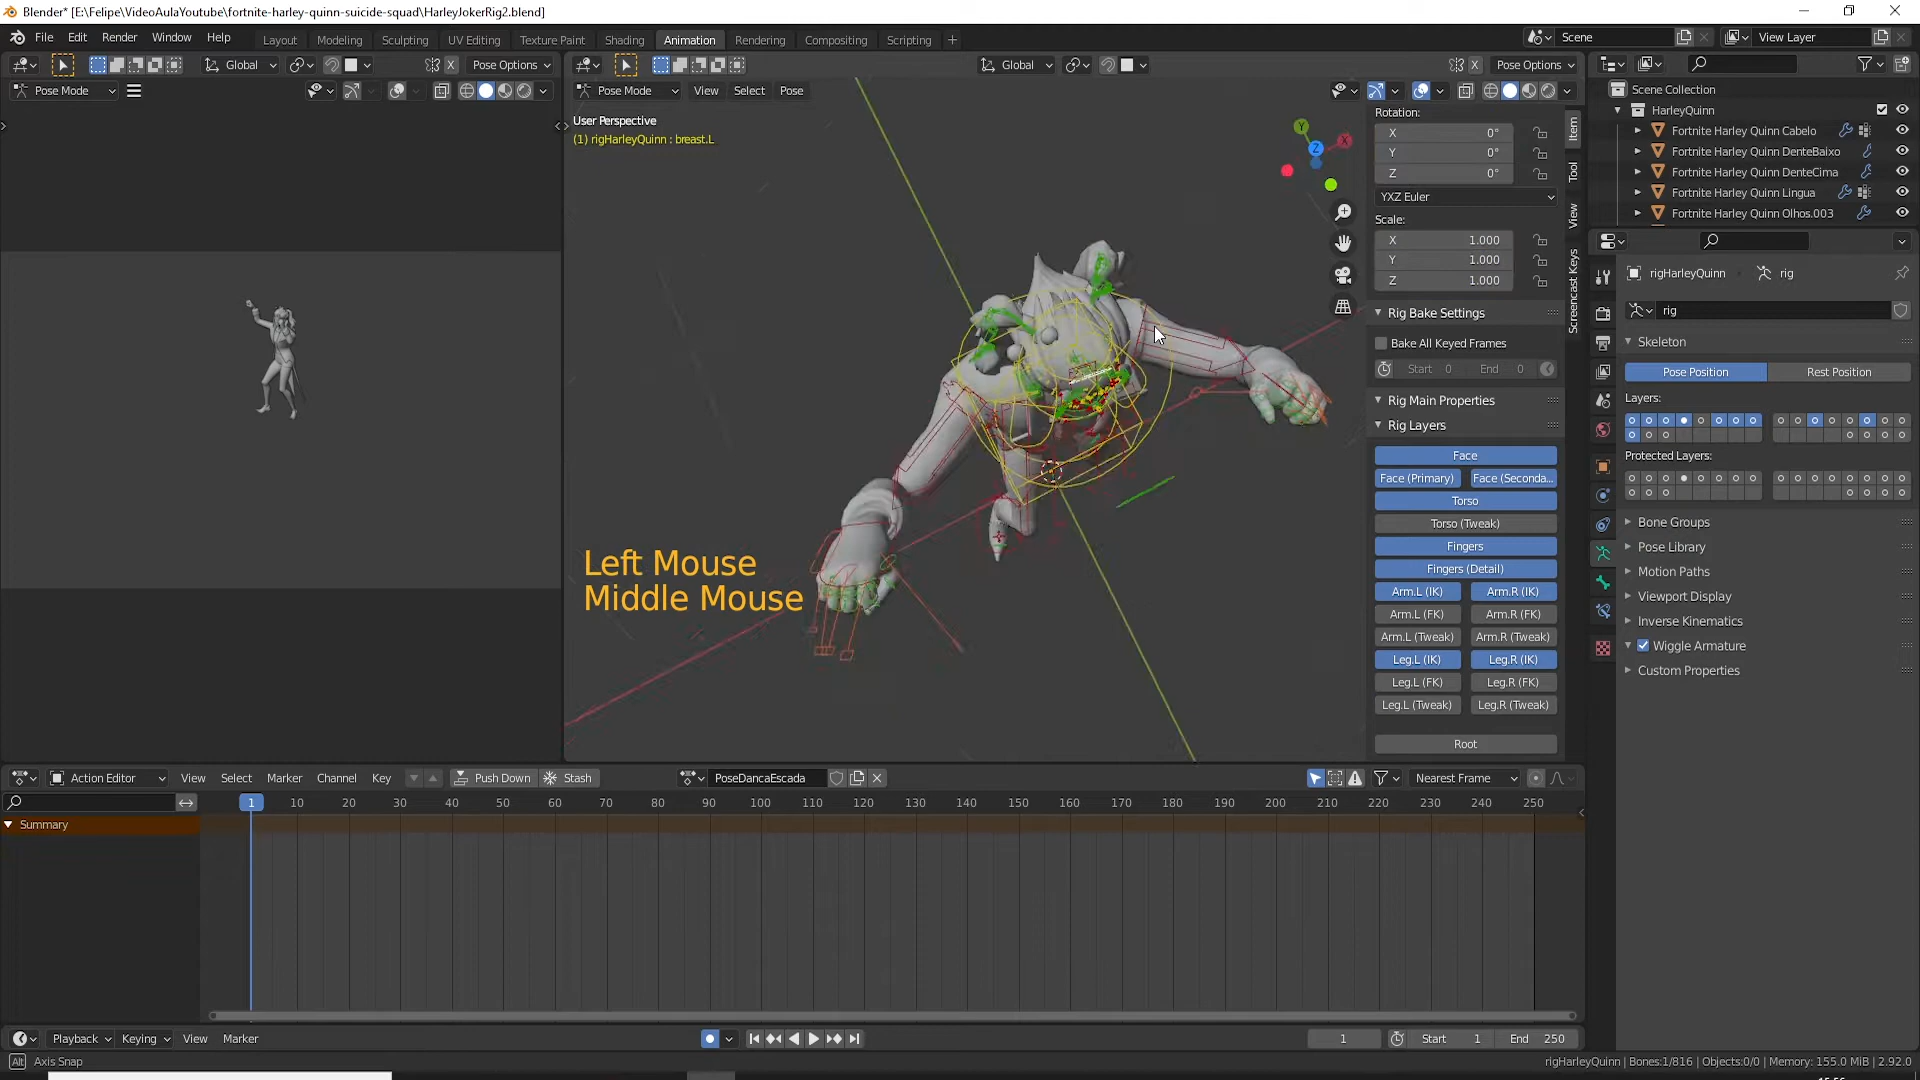 Blender* [E:\Felipe\VideoAulaYoutube\fortnite-harley-quinn-suicide-squad\HarleyJokerRig2.blend]
File Edit Render Window Help Layout Modeling Sculpting UV Editing Texture Paint Shading Animation Rendering Compositing Scripting + Scene View Layer
Global Pose Options Global Pose Options
Pose Mode Pose Mode View Select Pose
User Perspective
(1) rigHarleyQuinn : breast.L
Rotation:
X 0°
Y 0°
Z 0°
YXZ Euler
Scale:
X 1.000
Y 1.000
Z 1.000
Rig Bake Settings
Bake All Keyed Frames
Start 0 End 0
Rig Main Properties
Rig Layers
Face
Face (Primary) Face (Seconda...
Torso
Torso (Tweak)
Fingers
Fingers (Detail)
Arm.L (IK) Arm.R (IK)
Arm.L (FK) Arm.R (FK)
Arm.L (Tweak) Arm.R (Tweak)
Leg.L (IK) Leg.R (IK)
Leg.L (FK) Leg.R (FK)
Leg.L (Tweak) Leg.R (Tweak)
Root
Item
Tool
View
Screencast Keys
Y
X
Z
Left Mouse
Middle Mouse
Scene Collection
HarleyQuinn
Fortnite Harley Quinn Cabelo
Fortnite Harley Quinn DenteBaixo
Fortnite Harley Quinn DenteCima
Fortnite Harley Quinn Lingua
Fortnite Harley Quinn Olhos.003
rigHarleyQuinn rig
rig
Skeleton
Pose Position Rest Position
Layers:
Protected Layers:
Bone Groups
Pose Library
Motion Paths
Viewport Display
Inverse Kinematics
Wiggle Armature
Custom Properties
Action Editor View Select Marker Channel Key Push Down Stash PoseDancaEscada Nearest Frame
1 10 20 30 40 50 60 70 80 90 100 110 120 130 140 150 160 170 180 190 200 210 220 230 240 250
Summary
Playback Keying View Marker 1 Start 1 End 250
Alt Axis Snap rigHarleyQuinn | Bones:1/816 | Objects:0/0 | Memory: 155.0 MiB | 2.92.0